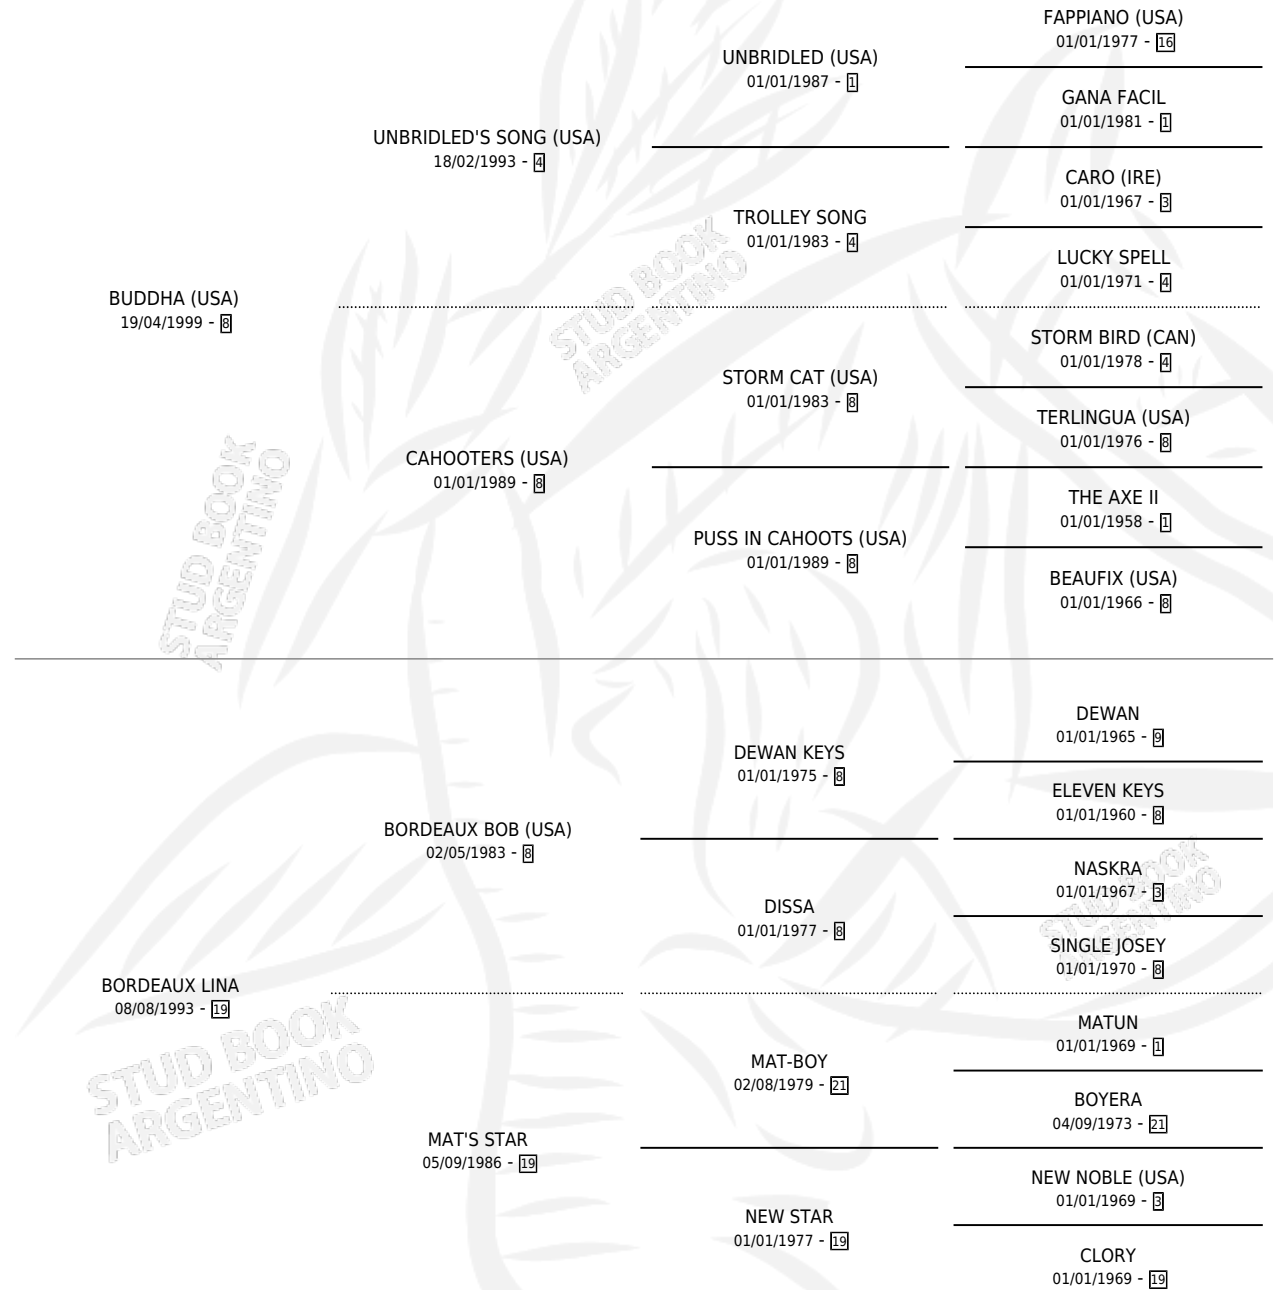 FAPPIANO (USA)
01/01/1977 - 16
UNBRIDLED (USA)
01/01/1987 - 1
GANA FACIL
01/01/1981 - 1
UNBRIDLED'S SONG (USA)
18/02/1993 - 4
CARO (IRE)
01/01/1967 - 3
TROLLEY SONG
01/01/1983 - 4
LUCKY SPELL
01/01/1971 - 4
BUDDHA (USA)
19/04/1999 - 8
STUD BOOK
ARGENTINO
STORM BIRD (CAN)
01/01/1978 - 4
STORM CAT (USA)
01/01/1983 - 8
TERLINGUA (USA)
01/01/1976 - 8
CAHOOTERS (USA)
01/01/1989 - 8
THE AXE II
01/01/1958 - 1
PUSS IN CAHOOTS (USA)
01/01/1989 - 8
BEAUFIX (USA)
01/01/1966 - 8
STUD BOOK
ARGENTINO
DEWAN
01/01/1965 - 9
DEWAN KEYS
01/01/1975 - 8
ELEVEN KEYS
01/01/1960 - 8
BORDEAUX BOB (USA)
02/05/1983 - 8
NASKRA
01/01/1967 - 3
DISSA
01/01/1977 - 8
SINGLE JOSEY
01/01/1970 - 8
STUD BOOK
ARGENTINO
BORDEAUX LINA
08/08/1993 - 19
MATUN
01/01/1969 - 1
MAT-BOY
02/08/1979 - 21
BOYERA
04/09/1973 - 21
STUD BOOK
ARGENTINO
MAT'S STAR
05/09/1986 - 19
NEW NOBLE (USA)
01/01/1969 - 3
NEW STAR
01/01/1977 - 19
CLORY
01/01/1969 - 19